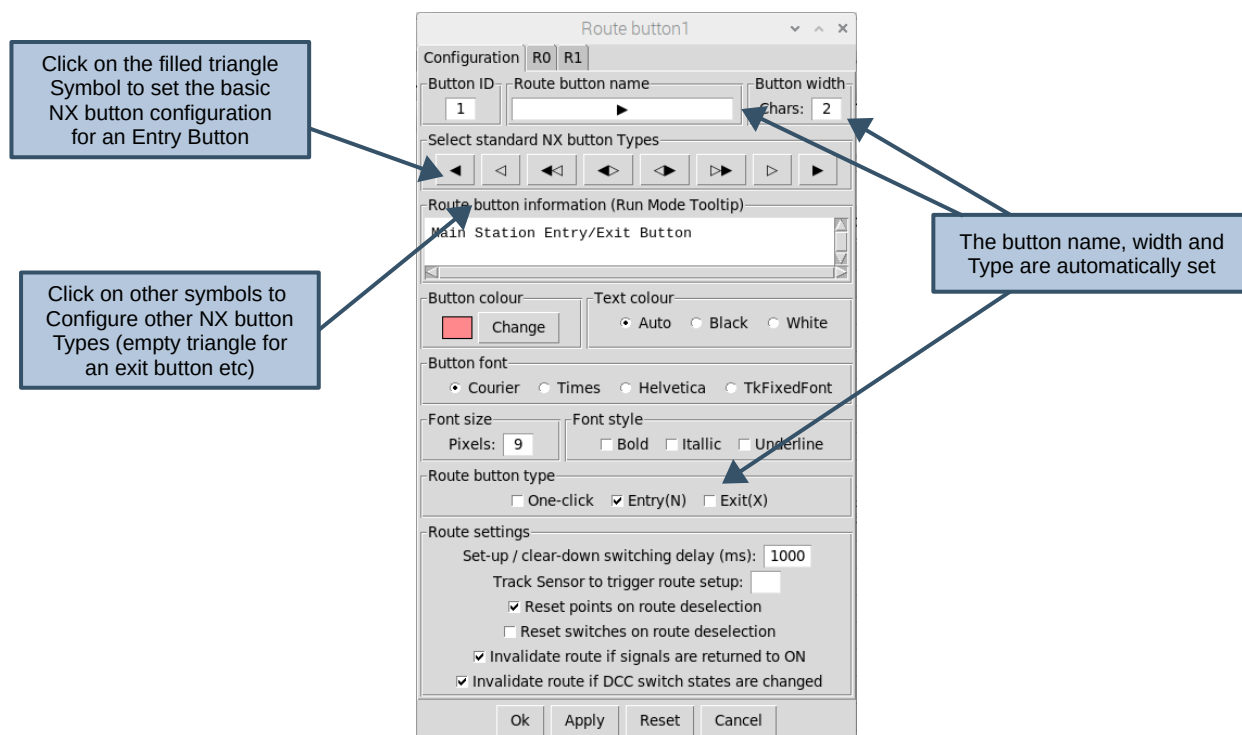 Route button1
Click on the filled triangle
Symbol to set the basic
NX button configuration
for an Entry Button
Configuration R0 R1
Button ID Route button name Button width
1 ▶ Chars: 2
Select standard NX button Types
◀ ◁ ◀◁ ◀▷ ◁▶ ▷▶ ▷ ▶
Route button information (Run Mode Tooltip)
Main Station Entry/Exit Button
The button name, width and
Type are automatically set
Click on other symbols to
Configure other NX button
Types (empty triangle for
an exit button etc)
Button colour Text colour
Change Auto Black White
Button font
Courier Times Helvetica TkFixedFont
Font size Font style
Pixels: 9 Bold Itallic Underline
Route button type
One-click Entry(N) Exit(X)
Route settings
Set-up / clear-down switching delay (ms): 1000
Track Sensor to trigger route setup:
Reset points on route deselection
Reset switches on route deselection
Invalidate route if signals are returned to ON
Invalidate route if DCC switch states are changed
Ok Apply Reset Cancel